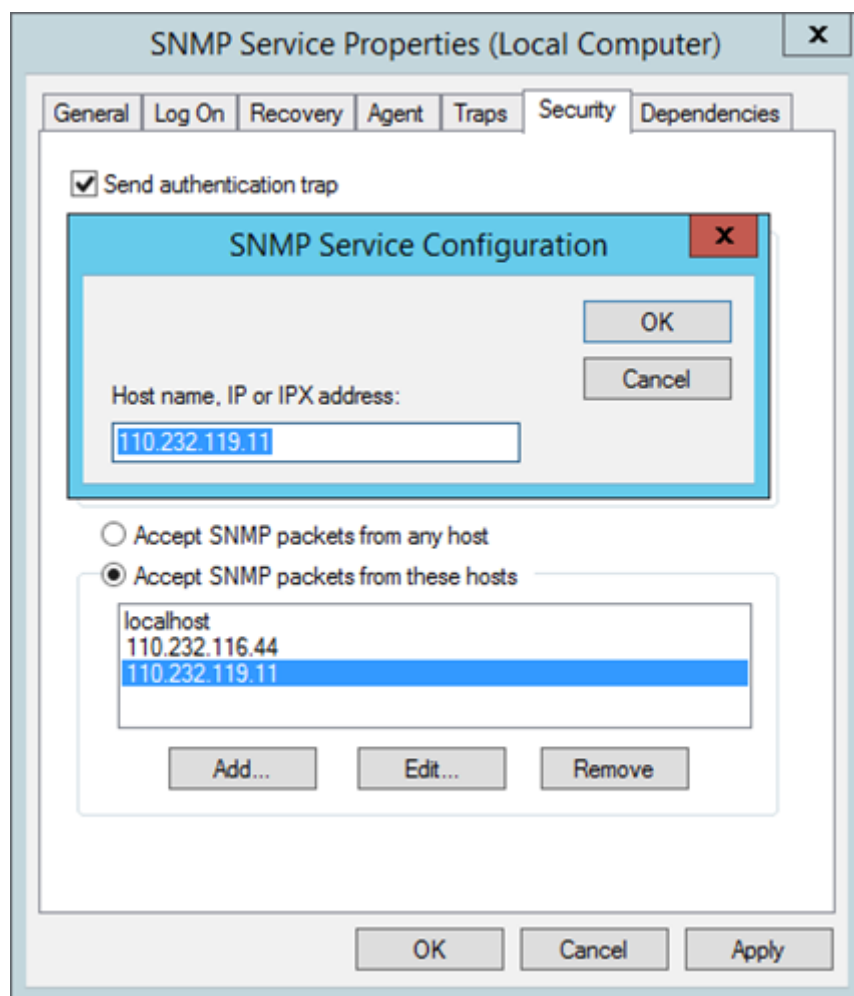 SNMP Service Properties (Local Computer)
x
General Log On Recovery Agent Traps Security Dependencies
Send authentication trap
SNMP Service Configuration
x
OK
Cancel
Host name, IP or IPX address:
110.232.119.11
Accept SNMP packets from any host
Accept SNMP packets from these hosts
localhost
110.232.116.44
110.232.119.11
Add... Edit... Remove
OK Cancel Apply